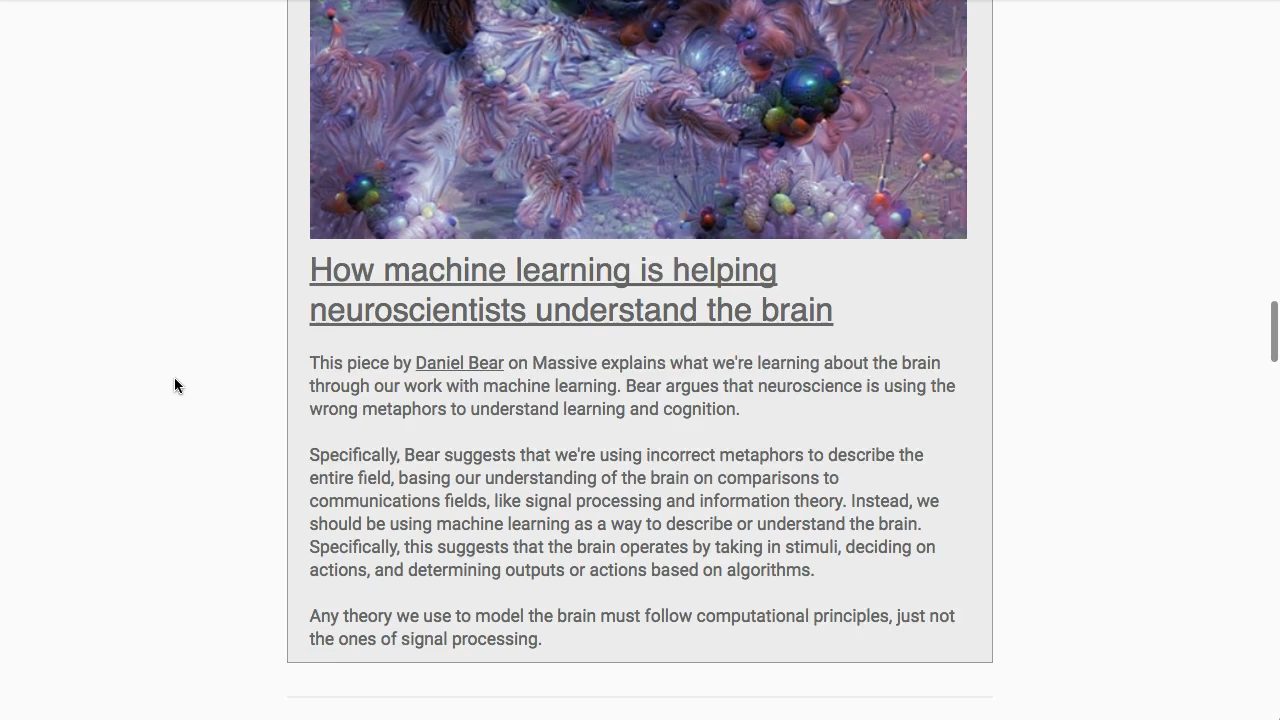 How machine learning is helping
neuroscientists understand the brain
This piece by Daniel Bear on Massive explains what we're learning about the brain
through our work with machine learning. Bear argues that neuroscience is using the
wrong metaphors to understand learning and cognition.
Specifically, Bear suggests that we're using incorrect metaphors to describe the
entire field, basing our understanding of the brain on comparisons to
communications fields, like signal processing and information theory. Instead, we
should be using machine learning as a way to describe or understand the brain.
Specifically, this suggests that the brain operates by taking in stimuli, deciding on
actions, and determining outputs or actions based on algorithms.
Any theory we use to model the brain must follow computational principles, just not
the ones of signal processing.